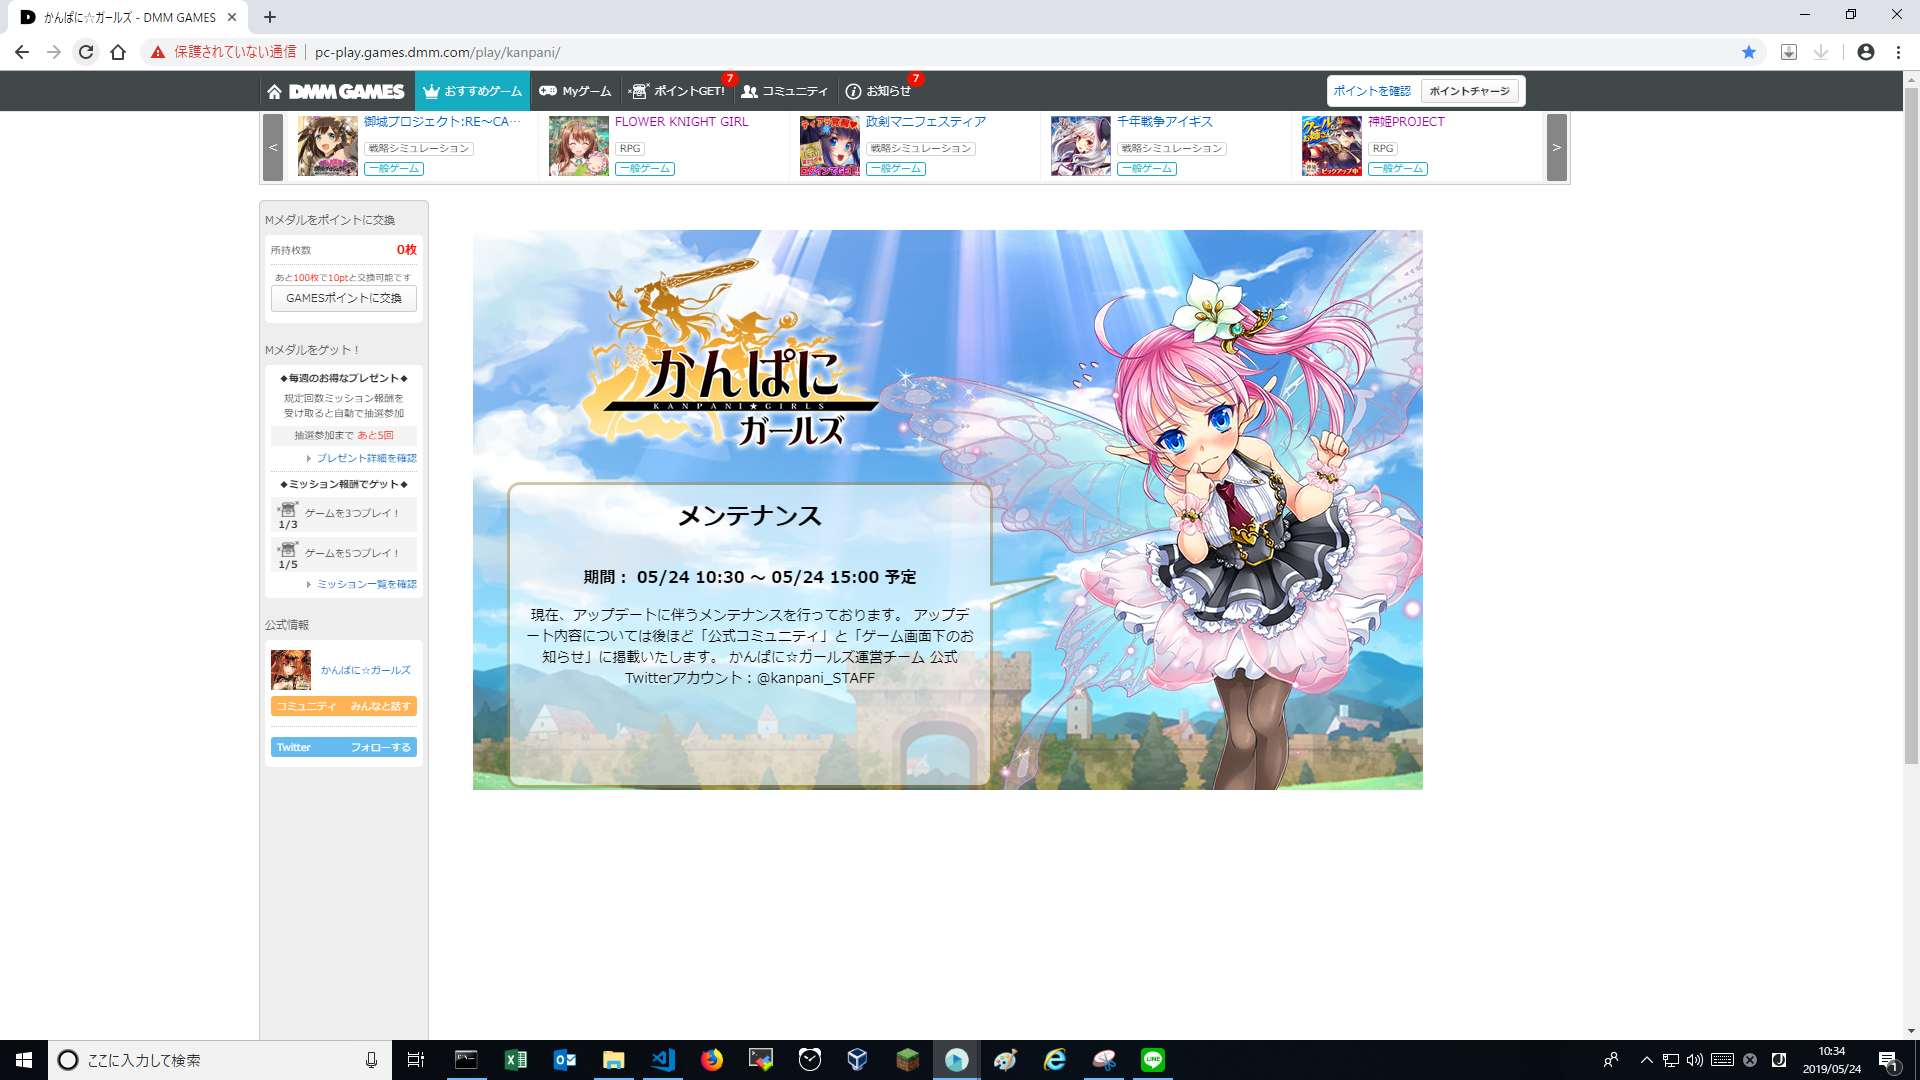 かんぱに☆ガールズ - DMM GAMES
保護されていない通信 | pc-play.games.dmm.com/play/kanpani/
DMM GAMES
おすすめゲーム
Myゲーム
ポイントGET!
7
コミュニティ
お知らせ
7
ポイントを確認
ポイントチャージ
<
御城プロジェクト:RE～CA…
戦略シミュレーション
一般ゲーム
FLOWER KNIGHT GIRL
RPG
一般ゲーム
政剣マニフェスティア
戦略シミュレーション
一般ゲーム
千年戦争アイギス
戦略シミュレーション
一般ゲーム
神姫PROJECT
RPG
一般ゲーム
>
Mメダルをポイントに交換
所持枚数 0枚
あと100枚で10ptと交換可能です
GAMESポイントに交換
Mメダルをゲット！
◆毎週のお得なプレゼント◆
規定回数ミッション報酬を
受け取ると自動で抽選参加
抽選参加まで あと5回
プレゼント詳細を確認
◆ミッション報酬でゲット◆
ゲームを3つプレイ！
1/3
ゲームを5つプレイ！
1/5
ミッション一覧を確認
公式情報
かんぱに☆ガールズ
コミュニティ みんなと話す
Twitter フォローする
かんぱに
KANPANI★GIRLS
ガールズ
メンテナンス
期間： 05/24 10:30 ～ 05/24 15:00 予定
現在、アップデートに伴うメンテナンスを行っております。 アップデ
ート内容については後ほど「公式コミュニティ」と「ゲーム画面下のお
知らせ」に掲載いたします。 かんぱに☆ガールズ運営チーム 公式
Twitterアカウント：@kanpani_STAFF
ここに入力して検索
10:34
2019/05/24
1